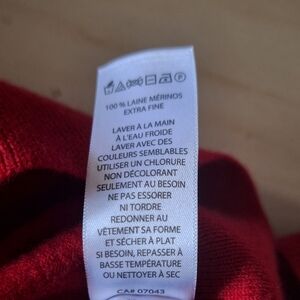 100 % LAINE MÉRINOS
EXTRA FINE
LAVER À LA MAIN
À L'EAU FROIDE
LAVER AVEC DES
COULEURS SEMBLABLES
UTILISER UN CHLORURE
NON DÉCOLORANT
SEULEMENT AU BESOIN
NE PAS ESSORER
NI TORDRE
REDONNER AU
VÊTEMENT SA FORME
ET SÉCHER À PLAT
SI BESOIN, REPASSER À
BASSE TEMPÉRATURE
OU NETTOYER À SEC
CA# 07043